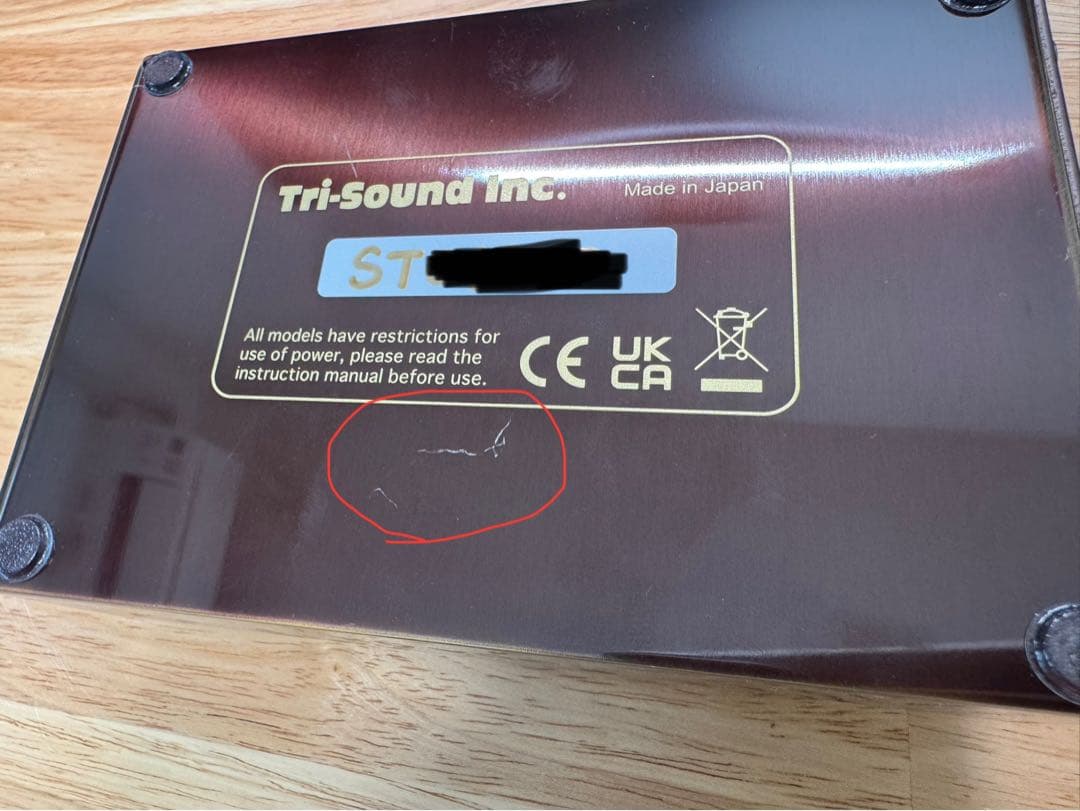 Tri-Sound Inc.
Made in Japan
ST
All models have restrictions for
use of power, please read the
instruction manual before use.
CE
UK
CA